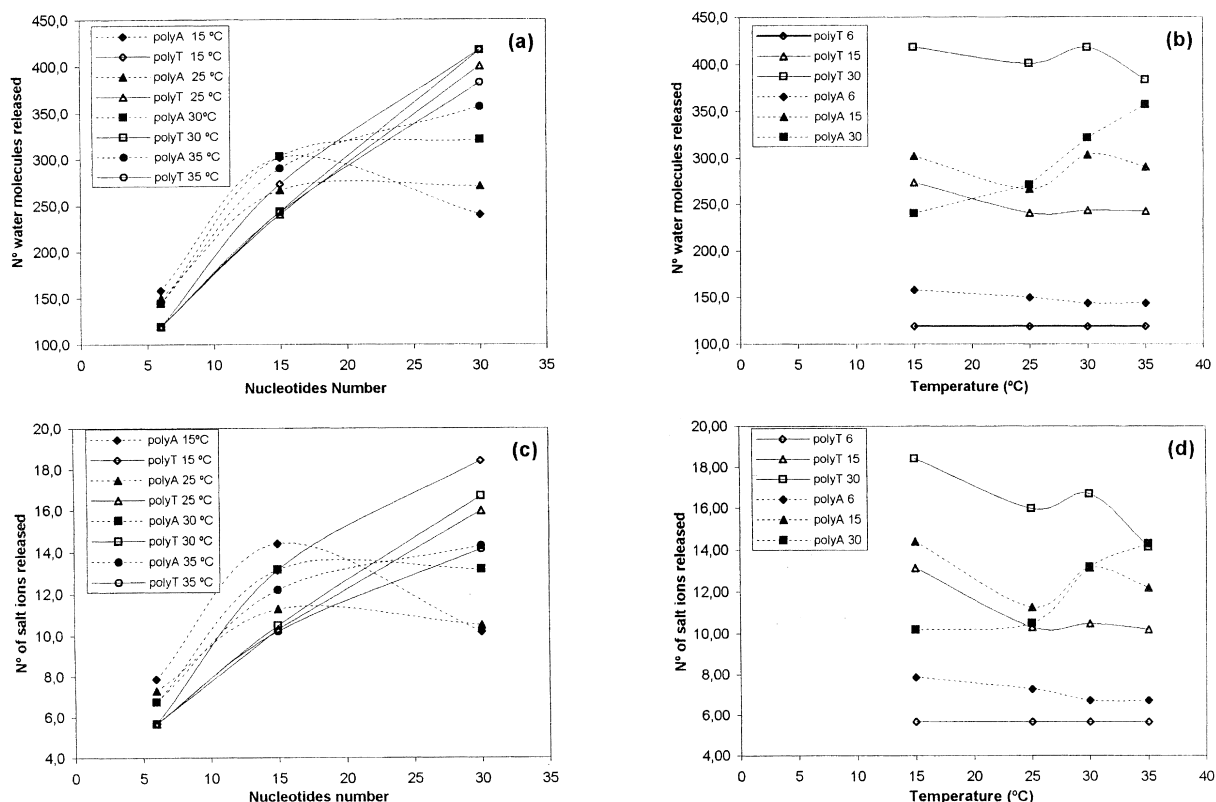 (a)
polyA 15 ºC
polyT 15 ºC
polyA 25 ºC
polyT 25 ºC
polyA 30ºC
polyT 30 ºC
polyA 35 ºC
polyT 35 ºC
Nº water molecules released
450,0
400,0
350,0
300,0
250,0
200,0
150,0
100,0
0 5 10 15 20 25 30 35
Nucleotides Number
(b)
polyT 6
polyT 15
polyT 30
polyA 6
polyA 15
polyA 30
Nº water molecules released
450,0
400,0
350,0
300,0
250,0
200,0
150,0
100,0
0 5 10 15 20 25 30 35 40
Temperature (ºC)
(c)
polyA 15ºC
polyT 15 ºC
polyA 25 ºC
polyT 25 ºC
polyA 30 ºC
polyT 30 ºC
polyA 35 ºC
polyT 35 ºC
Nº of salt ions released
20,0
18,0
16,0
14,0
12,0
10,0
8,0
6,0
4,0
0 5 10 15 20 25 30 35
Nucleotides number
(d)
polyT 6
polyT 15
polyT 30
polyA 6
polyA 15
polyA 30
Nº of salt ions released
20,00
18,00
16,00
14,00
12,00
10,00
8,00
6,00
4,00
0 5 10 15 20 25 30 35 40
Temperature (ºC)